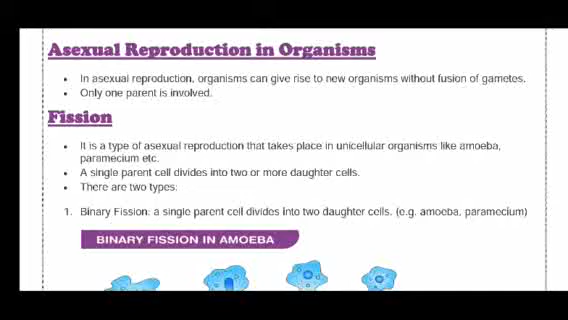 Asexual Reproduction in Organisms
• In asexual reproduction, organisms can give rise to new organisms without fusion of gametes.
• Only one parent is involved.
Fission
• It is a type of asexual reproduction that takes place in unicellular organisms like amoeba,
paramecium etc.
• A single parent cell divides into two or more daughter cells.
• There are two types:
1. Binary Fission: a single parent cell divides into two daughter cells. (e.g. amoeba, paramecium)
BINARY FISSION IN AMOEBA